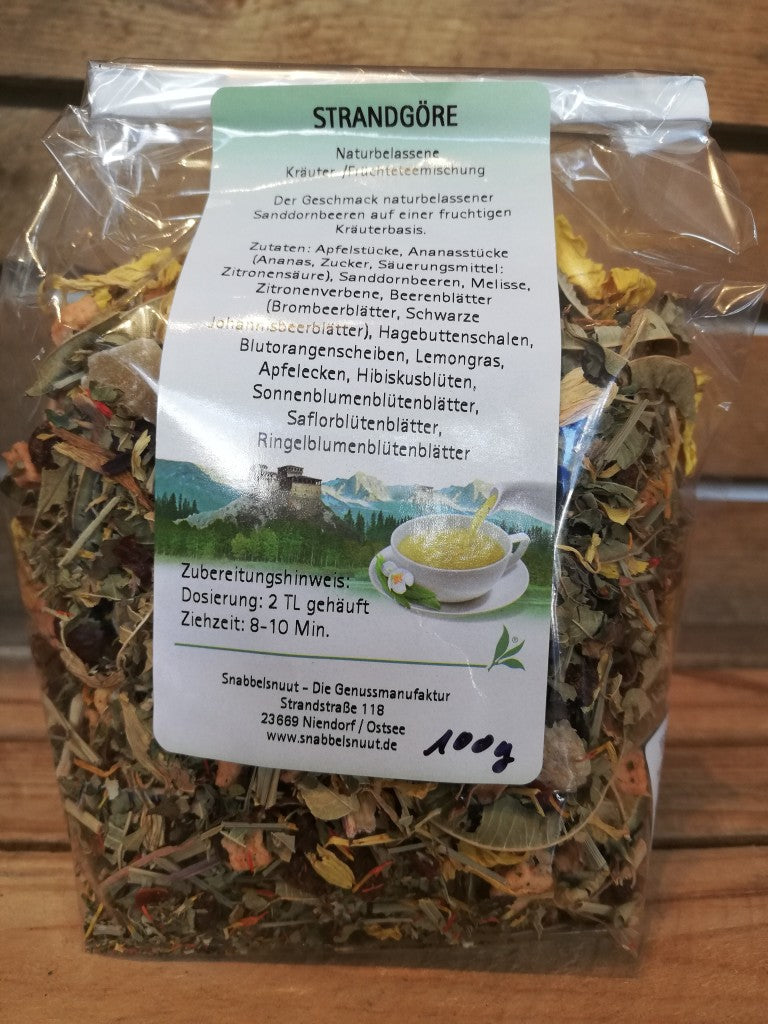 STRANDGÖRE
Naturbelassene
Kräuter-/Früchteteemischung
Der Geschmack naturbelassener
Sanddornbeeren auf einer fruchtigen
Kräuterbasis.
Zutaten: Apfelstücke, Ananasstücke
(Ananas, Zucker, Säuerungsmittel:
Zitronensäure), Sanddornbeeren, Melisse,
Zitronenverbene, Beerenblätter
(Brombeerblätter, Schwarze
Johannisbeerblätter), Hagebuttenschalen,
Blutorangenscheiben, Lemongras,
Apfelecken, Hibiskusblüten,
Sonnenblumenblütenblätter,
Saflorblütenblätter,
Ringelblumenblütenblätter
Zubereitungshinweis:
Dosierung: 2 TL gehäuft
Ziehzeit: 8-10 Min.
®
Snabbelsnuut - Die Genussmanufaktur
Strandstraße 118
23669 Niendorf / Ostsee
www.snabbelsnuut.de
100g